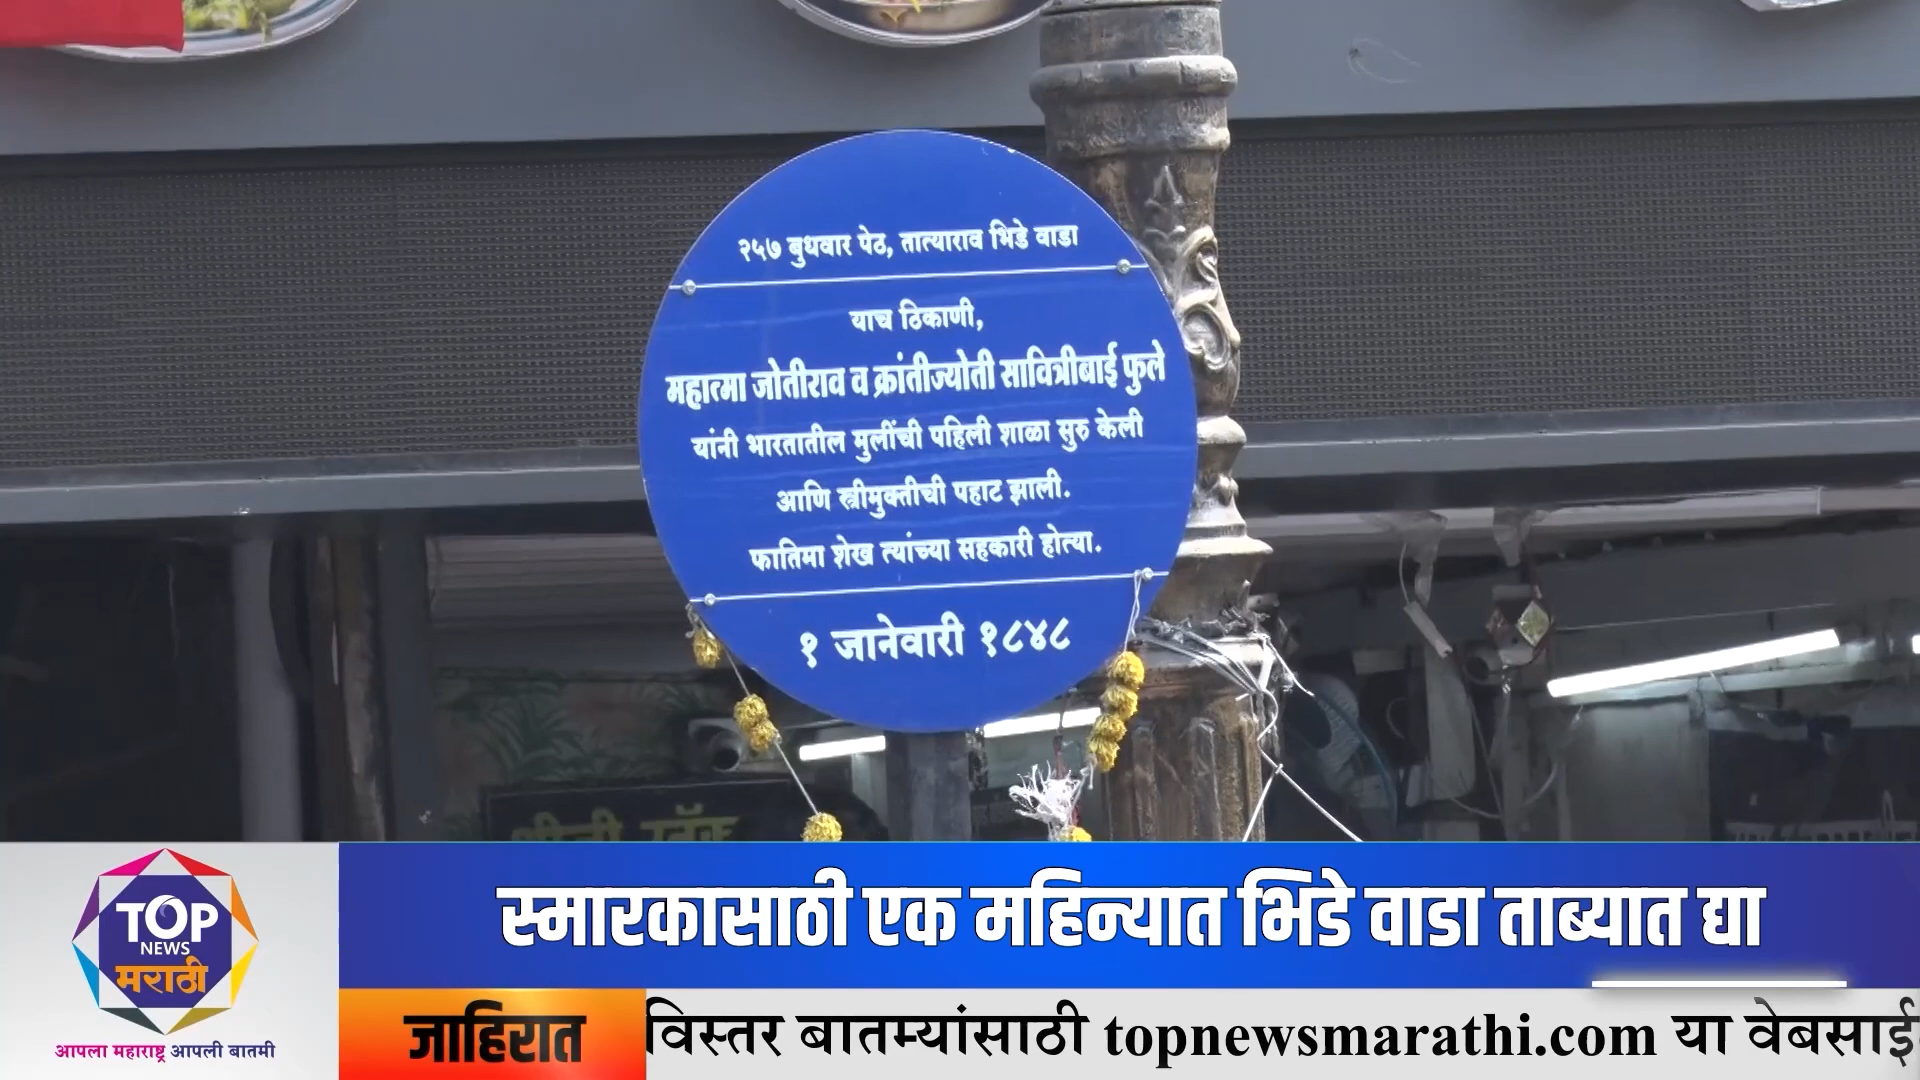 २५७ बुधवार पेठ, तात्याराव भिडे वाडा
याच ठिकाणी,
महात्मा जोतीराव व क्रांतीज्योती सावित्रीबाई फुले
यांनी भारतातील मुलींची पहिली शाळा सुरु केली
आणि स्त्रीमुक्तीची पहाट झाली.
फातिमा शेख त्यांच्या सहकारी होत्या.
१ जानेवारी १८४८
TOP
NEWS
मराठी
आपला महाराष्ट्र आपली बातमी
स्मारकासाठी एक महिन्यात भिडे वाडा ताब्यात द्या
जाहिरात
विस्तर बातम्यांसाठी topnewsmarathi.com या